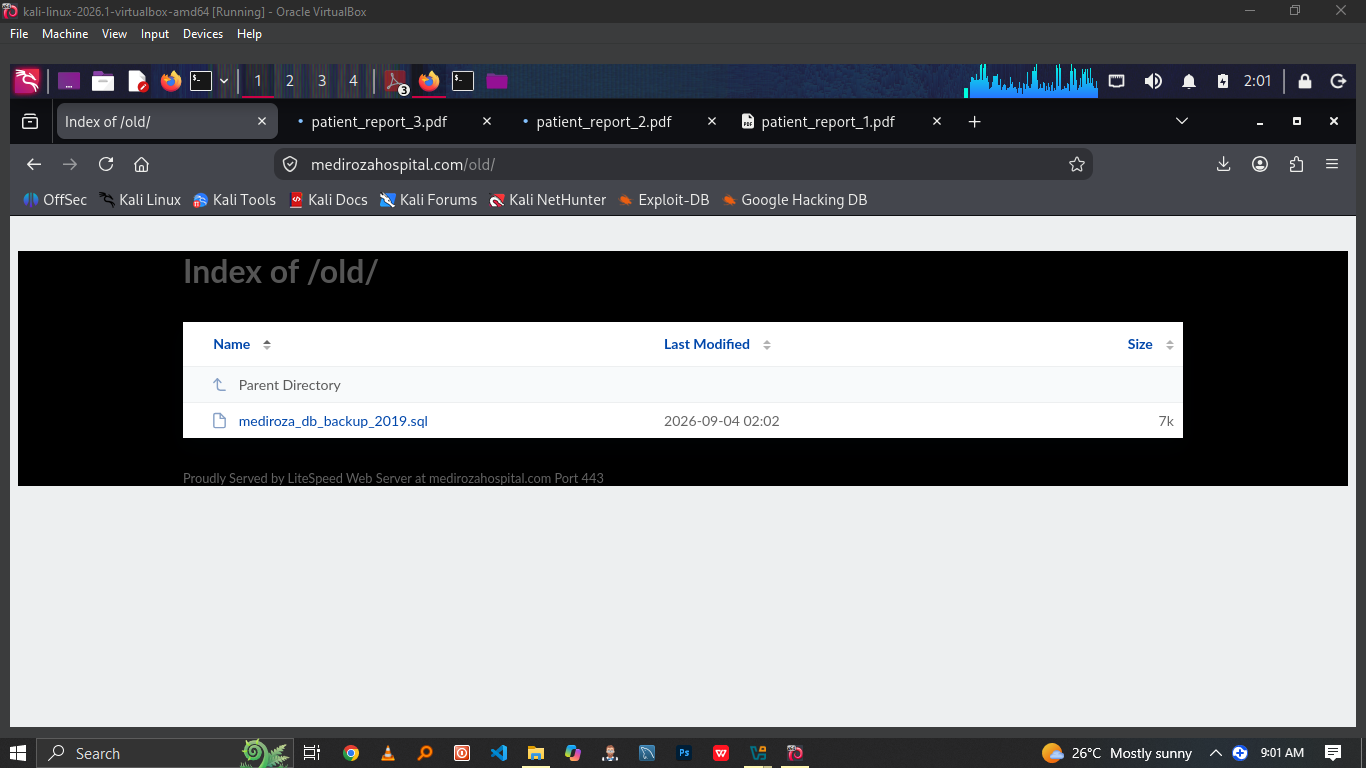 kali-linux-2026.1-virtualbox-amd64 [Running] - Oracle VirtualBox
File Machine View Input Devices Help
1 2 3 4 3 2:01
Index of /old/ patient_report_3.pdf patient_report_2.pdf patient_report_1.pdf
medirozahospital.com/old/
OffSec Kali Linux Kali Tools Kali Docs Kali Forums Kali NetHunter Exploit-DB Google Hacking DB
Index of /old/
Name Last Modified Size
Parent Directory
mediroza_db_backup_2019.sql 2026-09-04 02:02 7k
Proudly Served by LiteSpeed Web Server at medirozahospital.com Port 443
Search 26°C Mostly sunny 9:01 AM